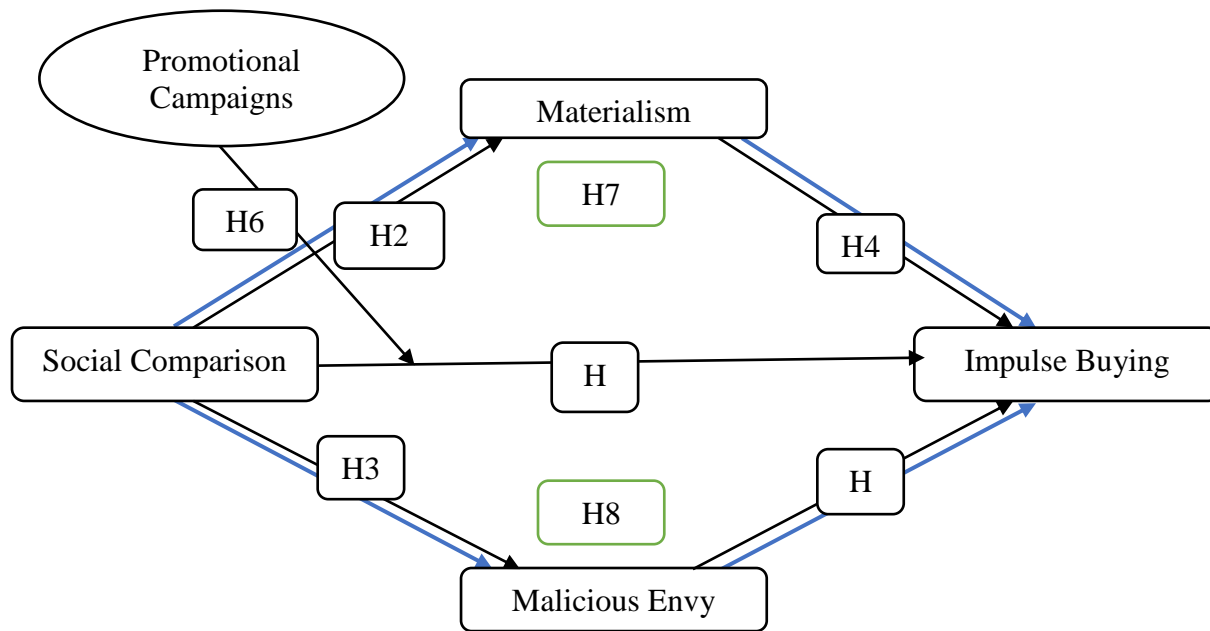 Promotional
Campaigns
Materialism
H7
H6
H2
H4
Social Comparison
H
Impulse Buying
H3
H
H8
Malicious Envy